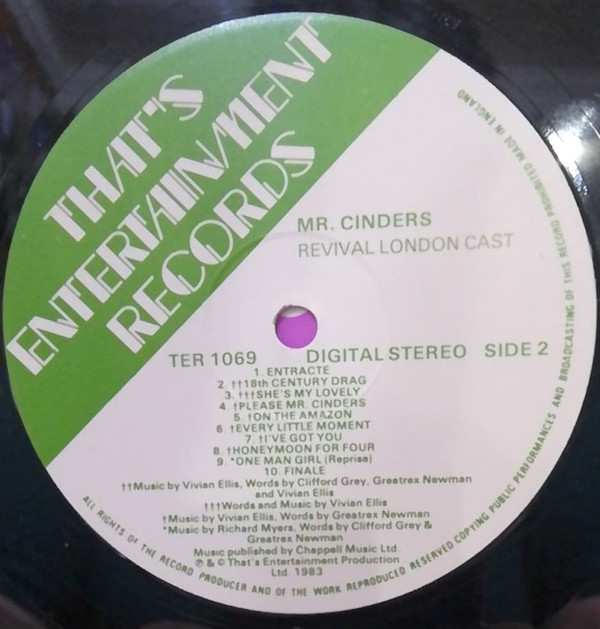 THAT'S
ENTERTAINMENT
RECORDS
MR. CINDERS
REVIVAL LONDON CAST
TER 1069 DIGITAL STEREO SIDE 2
1. ENTRACTE
2. ††18th CENTURY DRAG
3. †††SHE'S MY LOVELY
4. †PLEASE MR. CINDERS
5. †ON THE AMAZON
6. †EVERY LITTLE MOMENT
7. †I'VE GOT YOU
8. †HONEYMOON FOR FOUR
9. *ONE MAN GIRL (Reprise)
10. FINALE
††Music by Vivian Ellis, Words by Clifford Grey, Greatrex Newman
and Vivian Ellis
†††Words and Music by Vivian Ellis
†Music by Vivian Ellis, Words by Greatrex Newman
*Music by Richard Myers, Words by Clifford Grey &
Greatrex Newman
Music published by Chappell Music Ltd.
℗ & © That's Entertainment Production
Ltd. 1983
ALL RIGHTS OF THE RECORD PRODUCER AND OF THE WORK REPRODUCED RESERVED COPYING PUBLIC PERFORMANCES AND BROADCASTING OF THIS RECORD PROHIBITED MADE IN ENGLAND